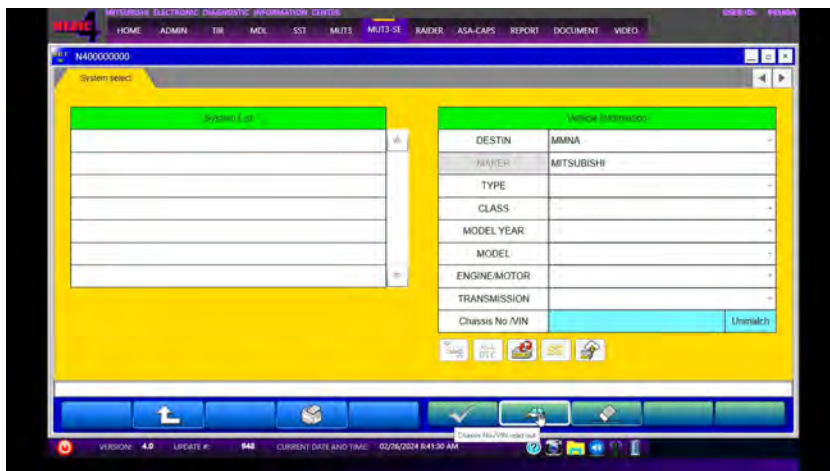 MITSUBISHI ELECTRONIC DIAGNOSTIC INFORMATION CENTER
HOME ADMIN TIR MDL SST MUT3 MUT3-SE RAIDER ASA-CAPS REPORT DOCUMENT VIDEO
N400000000
System select
System List
Vehicle Information
DESTIN MMNA
MAKER MITSUBISHI
TYPE
CLASS
MODEL YEAR
MODEL
ENGINE/MOTOR
TRANSMISSION
Chassis No./VIN Unmatch
ALL DTC
Chassis No./VIN read out
VERSION: 4.0 UPDATE #: 948 CURRENT DATE AND TIME: 02/26/2024 8:41:30 AM